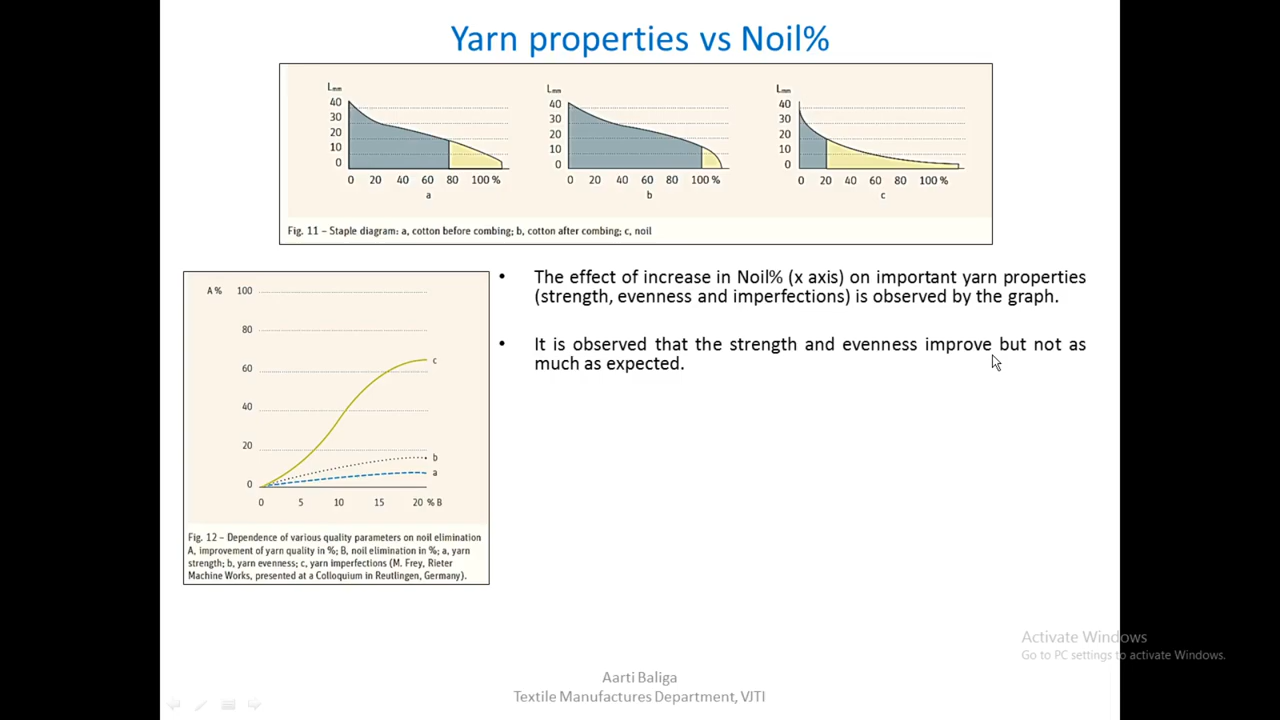 Yarn properties vs Noil%
Lmm
40
30
20
10
0
0 20 40 60 80 100 %
a
Lmm
40
30
20
10
0
0 20 40 60 80 100 %
b
Lmm
40
30
20
10
0
0 20 40 60 80 100 %
c
Fig. 11 – Staple diagram: a, cotton before combing; b, cotton after combing; c, noil
A % 100
80
60
40
20
0
c
b
a
0 5 10 15 20 % B
Fig. 12 – Dependence of various quality parameters on noil elimination
A, improvement of yarn quality in %; B, noil elimination in %; a, yarn
strength; b, yarn evenness; c, yarn imperfections (M. Frey, Rieter
Machine Works, presented at a Colloquium in Reutlingen, Germany).
• The effect of increase in Noil% (x axis) on important yarn properties
(strength, evenness and imperfections) is observed by the graph.
• It is observed that the strength and evenness improve but not as
much as expected.
Activate Windows
Go to PC settings to activate Windows.
Aarti Baliga
Textile Manufactures Department, VJTI